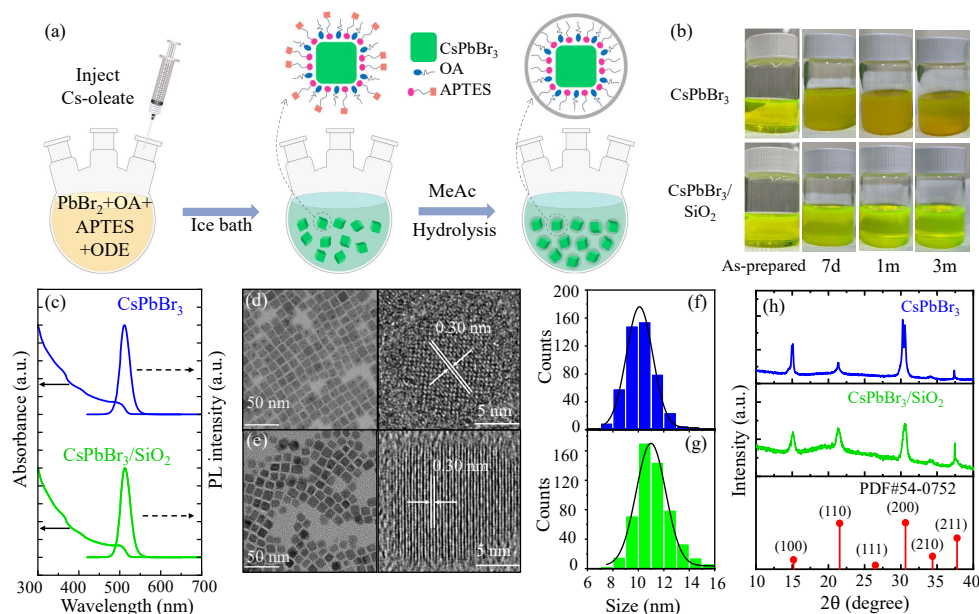 (a)
Inject
Cs-oleate
PbBr2+OA+
APTES
+ODE
Ice bath
CsPbBr3
OA
APTES
MeAc
Hydrolysis
(b)
CsPbBr3
CsPbBr3/
SiO2
As-prepared 7d 1m 3m
(c)
CsPbBr3
CsPbBr3/SiO2
Absorbance (a.u.)
PL intensity (a.u.)
300 400 500 600 700
Wavelength (nm)
(d)
50 nm
0.30 nm
5 nm
(e)
50 nm
0.30 nm
5 nm
(f)
200
160
120
80
40
0
Counts
(g)
160
120
80
40
0
Counts
6 8 10 12 14 16
Size (nm)
(h)
CsPbBr3
CsPbBr3/SiO2
PDF#54-0752
(100)
(110)
(111)
(200)
(210)
(211)
Intensity (a.u.)
10 15 20 25 30 35 40
2θ (degree)